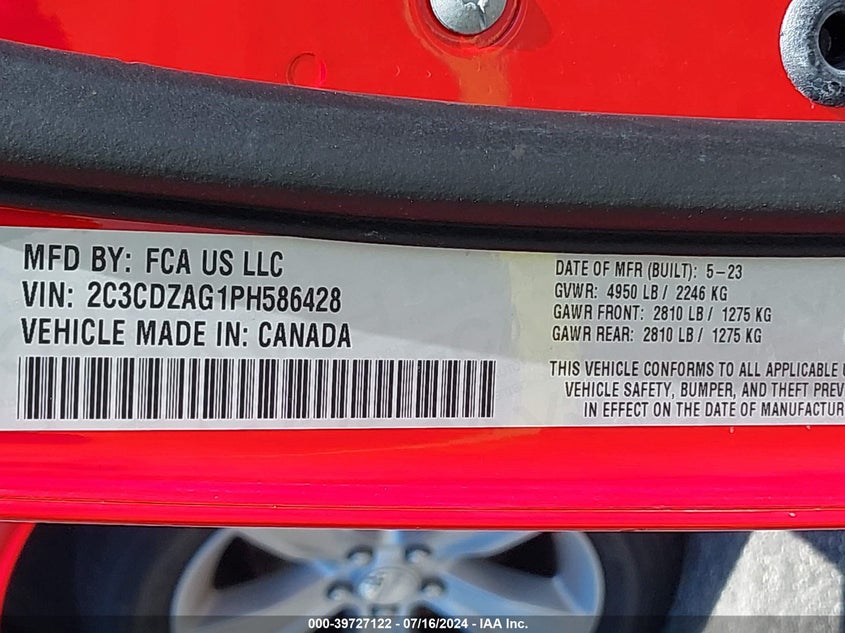 MFD BY: FCA US LLC
VIN: 2C3CDZAG1PH586428
VEHICLE MADE IN: CANADA
DATE OF MFR (BUILT): 5-23
GVWR: 4950 LB / 2246 KG
GAWR FRONT: 2810 LB / 1275 KG
GAWR REAR: 2810 LB / 1275 KG
THIS VEHICLE CONFORMS TO ALL APPLICABLE
VEHICLE SAFETY, BUMPER, AND THEFT PREV
IN EFFECT ON THE DATE OF MANUFACTUR
000-39727122 - 07/16/2024 - IAA Inc.